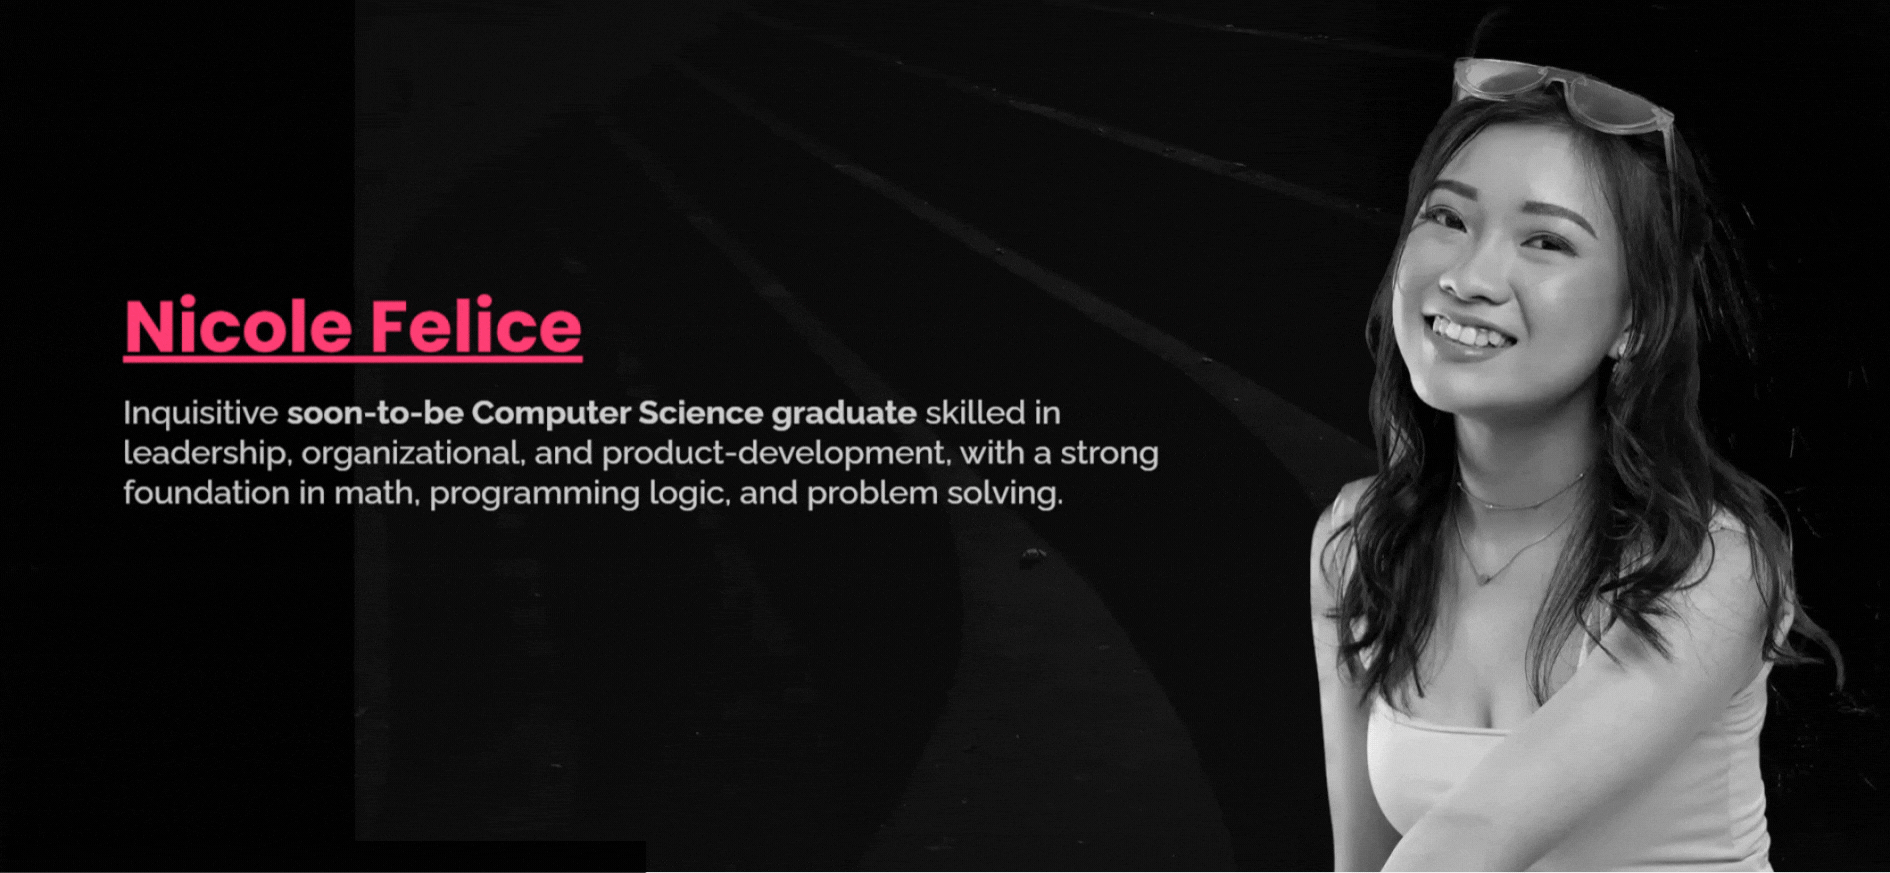 Nicole Felice
Inquisitive soon-to-be Computer Science graduate skilled in
leadership, organizational, and product-development, with a strong
foundation in math, programming logic, and problem solving.